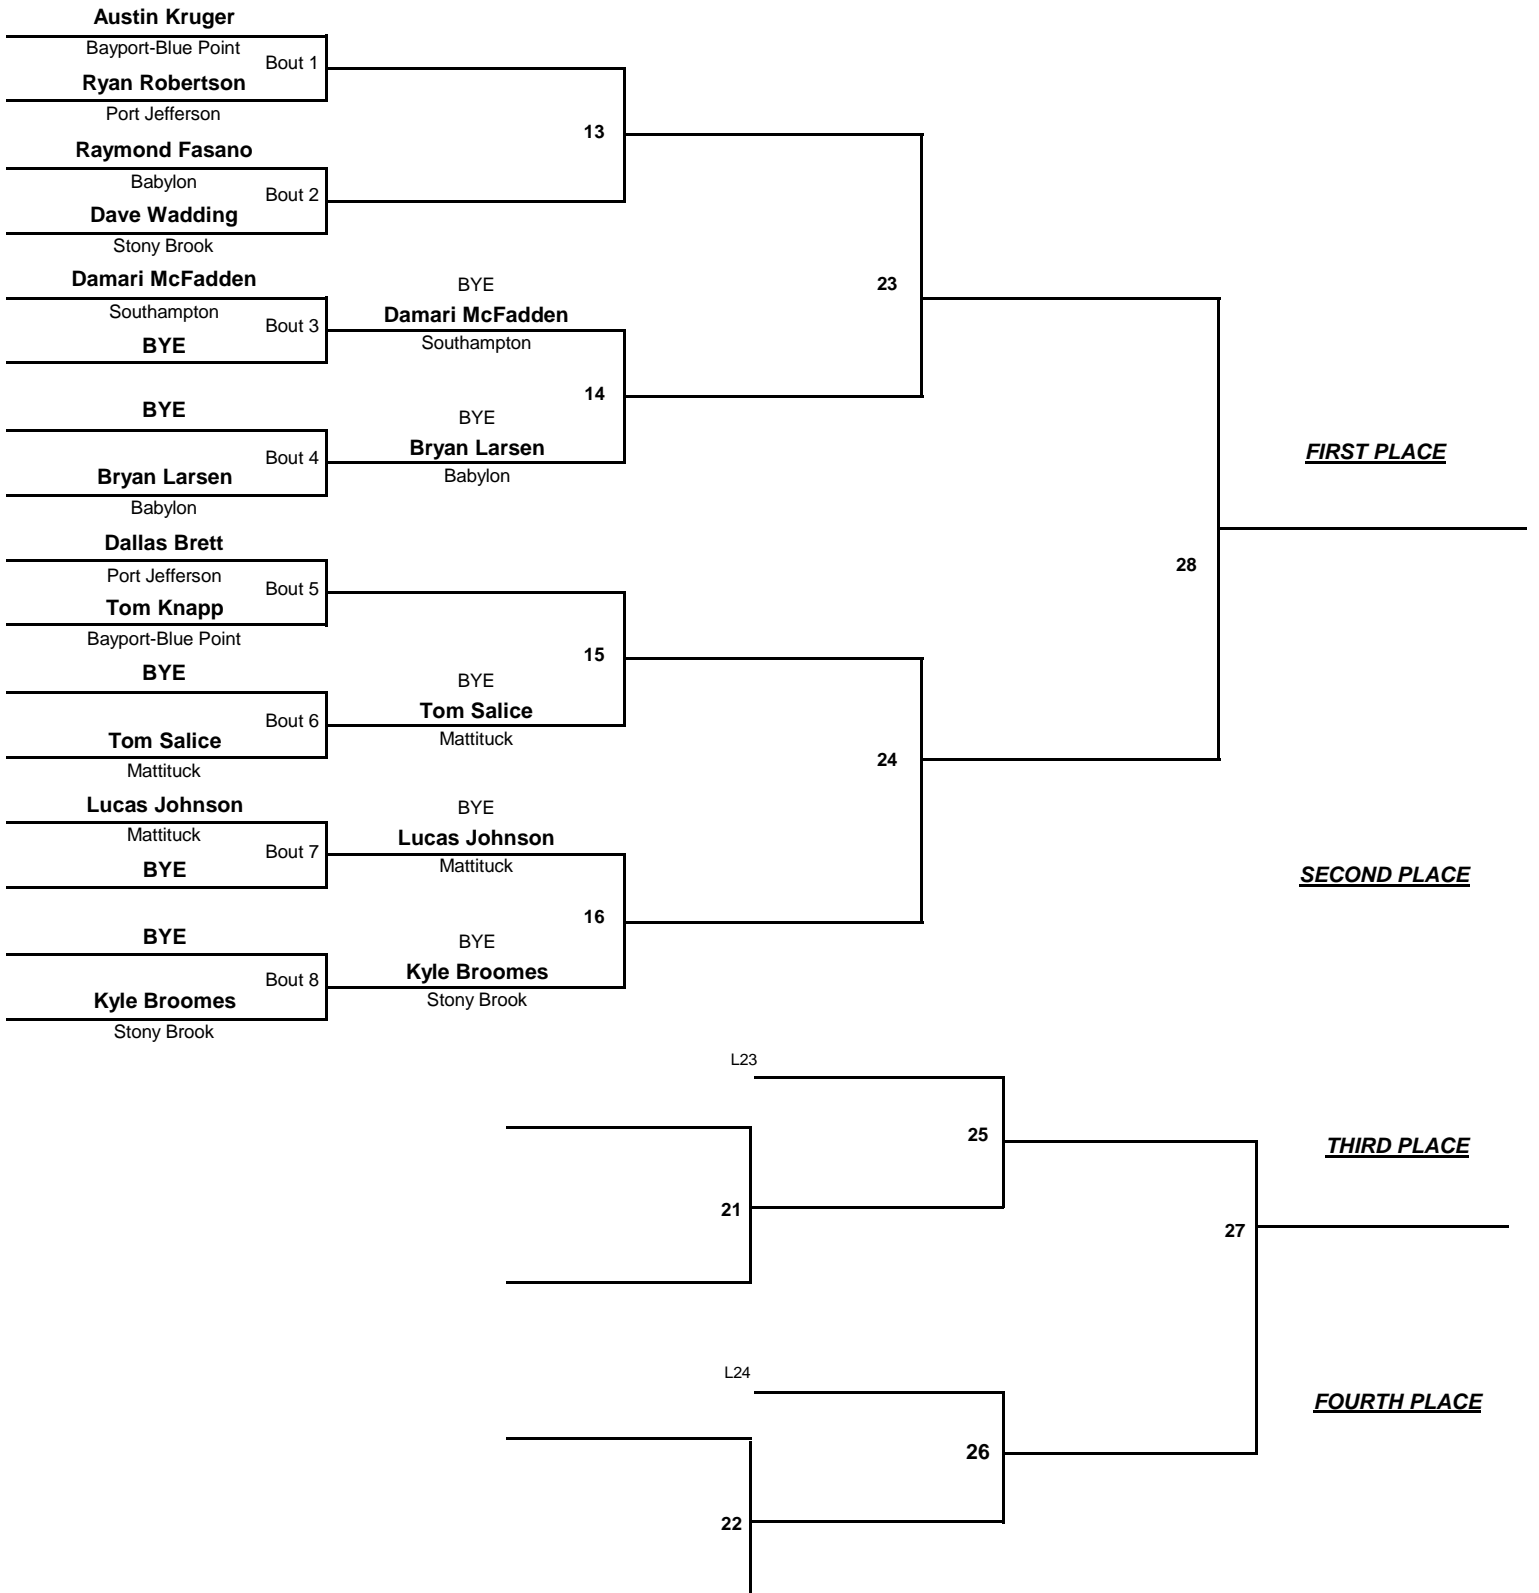 Austin Kruger
Bayport-Blue Point
Bout 1
Ryan Robertson
Port Jefferson
13
Raymond Fasano
Babylon
Bout 2
Dave Wadding
Stony Brook
Damari McFadden
BYE
23
Southampton
Bout 3
Damari McFadden
BYE
Southampton
14
BYE
BYE
Bout 4
Bryan Larsen
FIRST PLACE
Bryan Larsen
Babylon
Babylon
Dallas Brett
28
Port Jefferson
Bout 5
Tom Knapp
Bayport-Blue Point
15
BYE
BYE
Bout 6
Tom Salice
Tom Salice
Mattituck
24
Mattituck
Lucas Johnson
BYE
Mattituck
Bout 7
Lucas Johnson
BYE
Mattituck
SECOND PLACE
16
BYE
BYE
Bout 8
Kyle Broomes
Kyle Broomes
Stony Brook
Stony Brook
L23
25
THIRD PLACE
21
27
L24
FOURTH PLACE
26
22